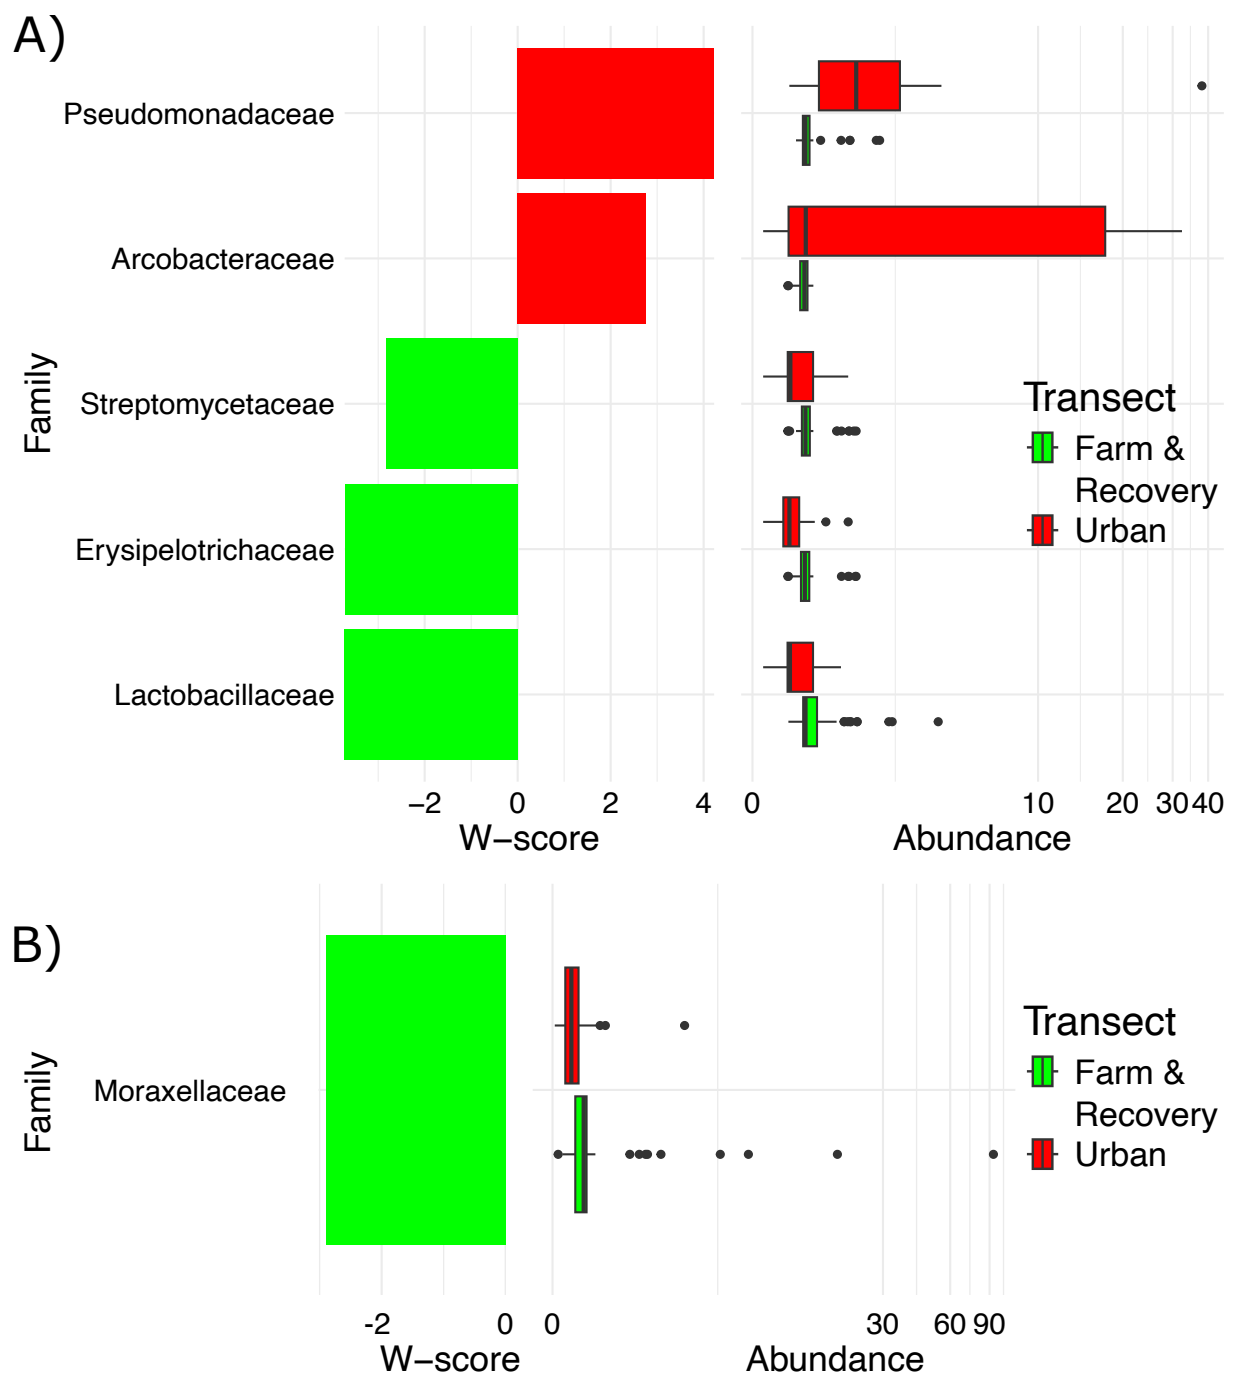 A)
Family
Pseudomonadaceae
Arcobacteraceae
Streptomycetaceae
Erysipelotrichaceae
Lactobacillaceae
−2 0 2 4
W−score
0 10 20 30 40
Abundance
Transect
Farm &
Recovery
Urban
B)
Family
Moraxellaceae
-2 0
W−score
0 30 60 90
Abundance
Transect
Farm &
Recovery
Urban